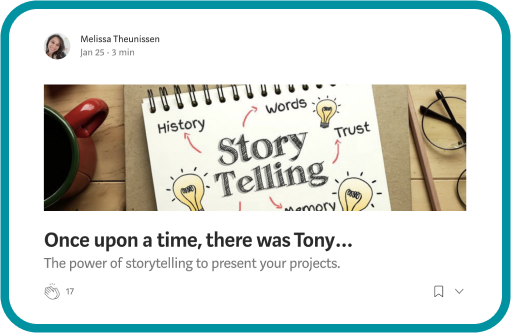 Melissa Theunissen
Jan 25 · 3 min
Words
History
Trust
Story
Telling
Memory
Once upon a time, there was Tony...
The power of storytelling to present your projects.
17